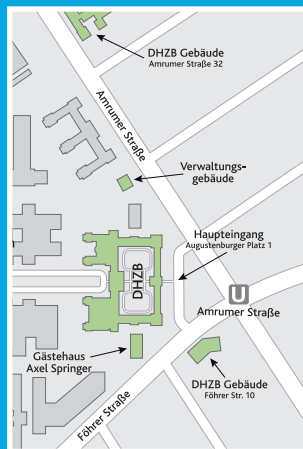 DHZB Gebäude
Amrumer Straße 32
Amrumer Straße
Verwaltungs-
gebäude
Haupteingang
Augustenburger Platz 1
DHZB
U
Amrumer Straße
Gästehaus
Axel Springer
DHZB Gebäude
Föhrer Str. 10
Föhrer Straße